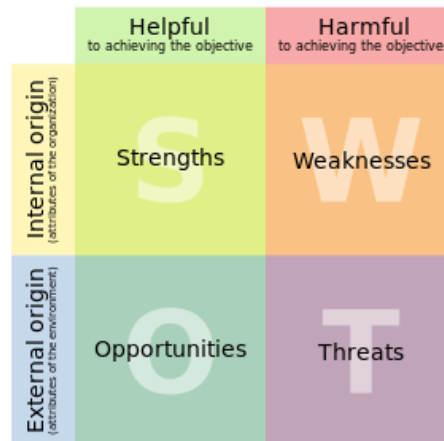 Helpful
to achieving the objective
Harmful
to achieving the objective
Internal origin
(attributes of the organization)
S
Strengths
W
Weaknesses
External origin
(attributes of the environment)
O
Opportunities
T
Threats